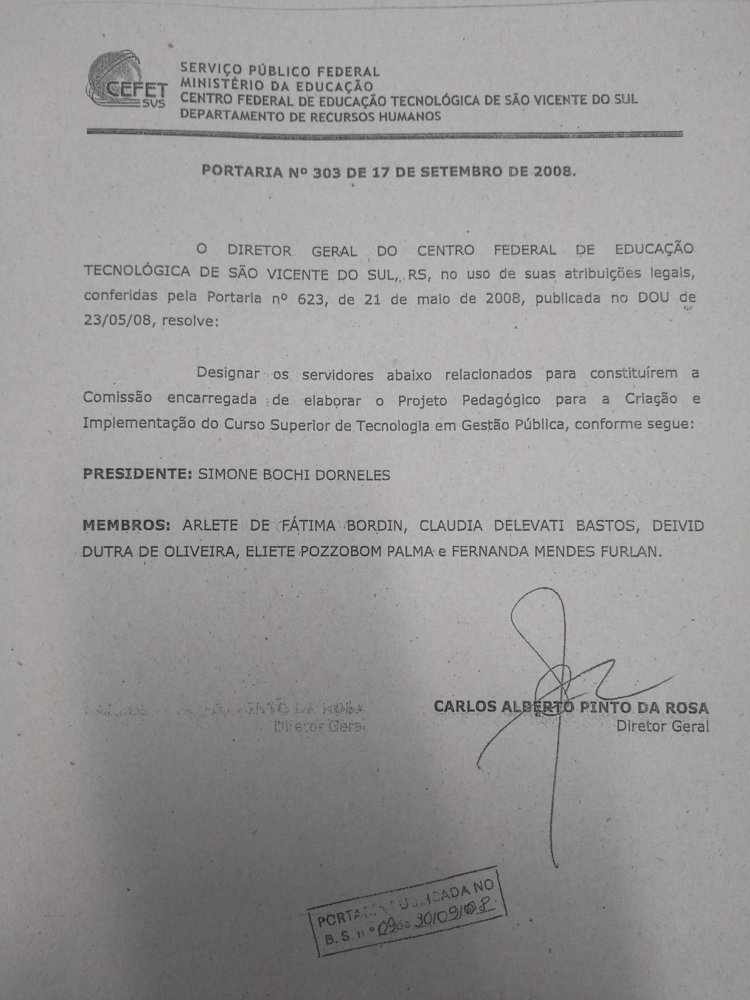 CEFET
SVS
SERVIÇO PÚBLICO FEDERAL
MINISTÉRIO DA EDUCAÇÃO
CENTRO FEDERAL DE EDUCAÇÃO TECNOLÓGICA DE SÃO VICENTE DO SUL
DEPARTAMENTO DE RECURSOS HUMANOS
PORTARIA Nº 303 DE 17 DE SETEMBRO DE 2008.
O DIRETOR GERAL DO CENTRO FEDERAL DE EDUCAÇÃO
TECNOLÓGICA DE SÃO VICENTE DO SUL, RS, no uso de suas atribuições legais,
conferidas pela Portaria nº 623, de 21 de maio de 2008, publicada no DOU de
23/05/08, resolve:
Designar os servidores abaixo relacionados para constituírem a
Comissão encarregada de elaborar o Projeto Pedagógico para a Criação e
Implementação do Curso Superior de Tecnologia em Gestão Pública, conforme segue:
PRESIDENTE: SIMONE BOCHI DORNELES
MEMBROS: ARLETE DE FÁTIMA BORDIN, CLAUDIA DELEVATI BASTOS, DEIVID
DUTRA DE OLIVEIRA, ELIETE POZZOBOM PALMA e FERNANDA MENDES FURLAN.
CARLOS PINTO DA ROSA
Diretor Geral
CARLOS ALBERTO PINTO DA ROSA
Diretor Geral
PORTARIA PUBLICADA NO
B. S. nº 09 de 30/09/08